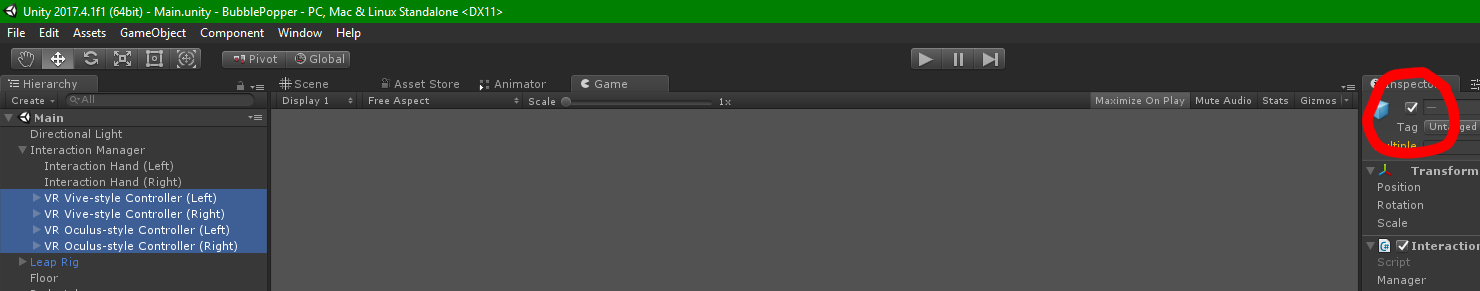 Unity 2017.4.1f1 (64bit) - Main.unity - BubblePopper - PC, Mac & Linux Standalone <DX11>
File Edit Assets GameObject Component Window Help
Pivot Global
Hierarchy
Scene Asset Store Animator Game
Inspector
Create All
Display 1 Free Aspect Scale 1x Maximize On Play Mute Audio Stats Gizmos
Main
Directional Light
Interaction Manager
Interaction Hand (Left)
Interaction Hand (Right)
VR Vive-style Controller (Left)
VR Vive-style Controller (Right)
VR Oculus-style Controller (Left)
VR Oculus-style Controller (Right)
Leap Rig
Floor
—
Tag Untagged
Transform
Position
Rotation
Scale
Interaction
Script
Manager